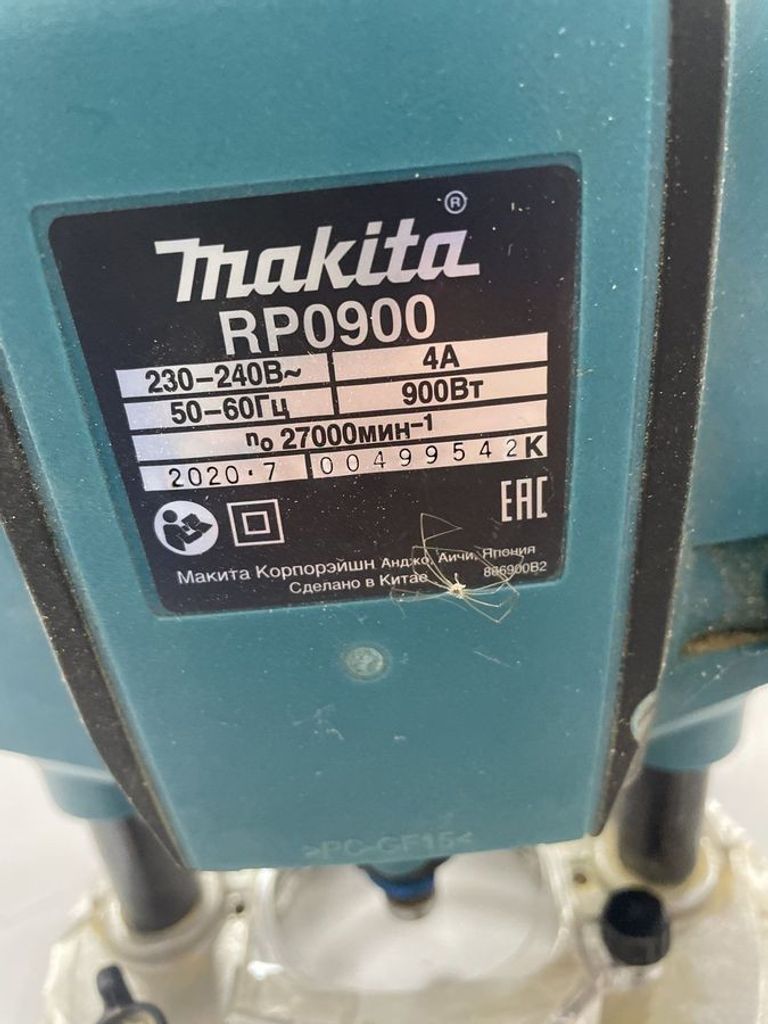 makita®
RP0900
230-240В~ 4А
50-60Гц 900Вт
n₀ 27000мин⁻¹
2020·7 00499542K
EAC
Макита Корпорэйшн Анджо, Аичи, Япония
Сделано в Китае 886900B2
>PC-GF15<